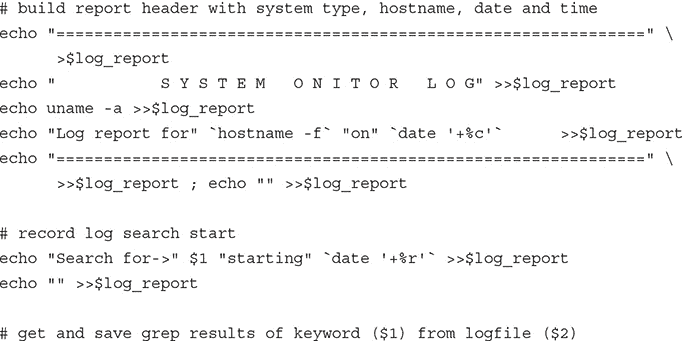 # build report header with system type, hostname, date and time
echo "==============================================================" \
      >$log_report
echo "           S Y S T E M   O N I T O R   L O G" >>$log_report
echo uname -a >>$log_report
echo "Log report for" `hostname -f` "on" `date '+%c'`      >>$log_report
echo "==============================================================" \
      >>$log_report ; echo "" >>$log_report

# record log search start
echo "Search for->" $1 "starting" `date '+%r'` >>$log_report
echo "" >>$log_report

# get and save grep results of keyword ($1) from logfile ($2)